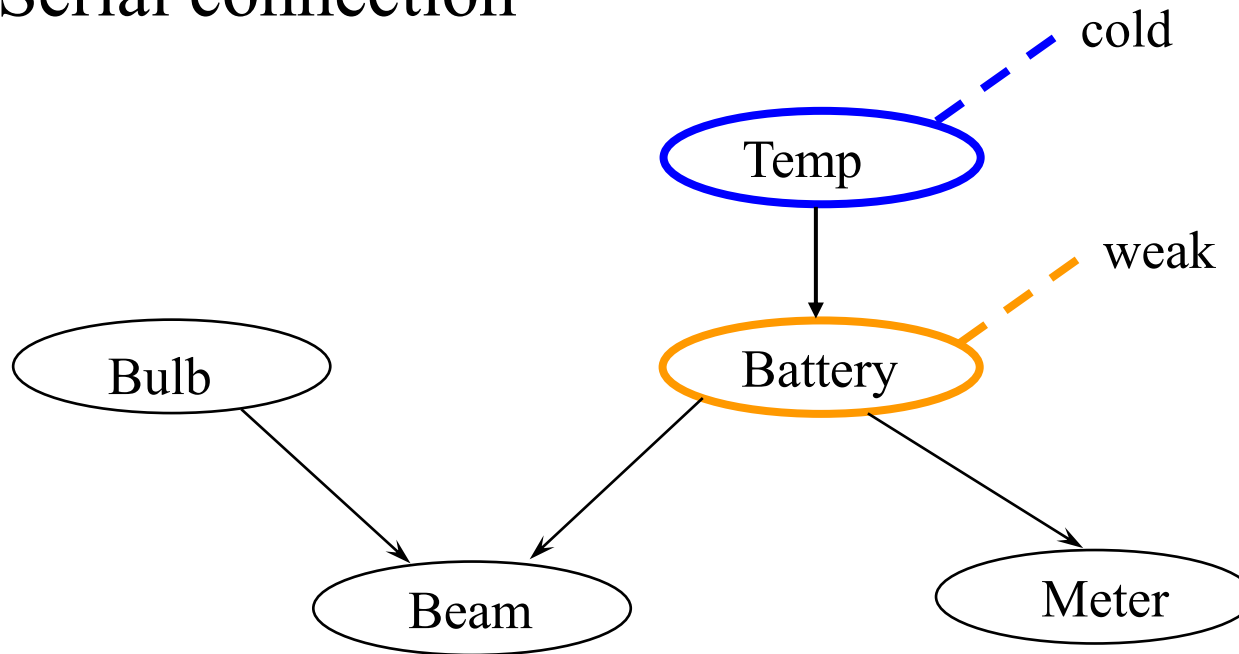 Serial connection
cold
Temp
weak
Battery
Bulb
Beam
Meter